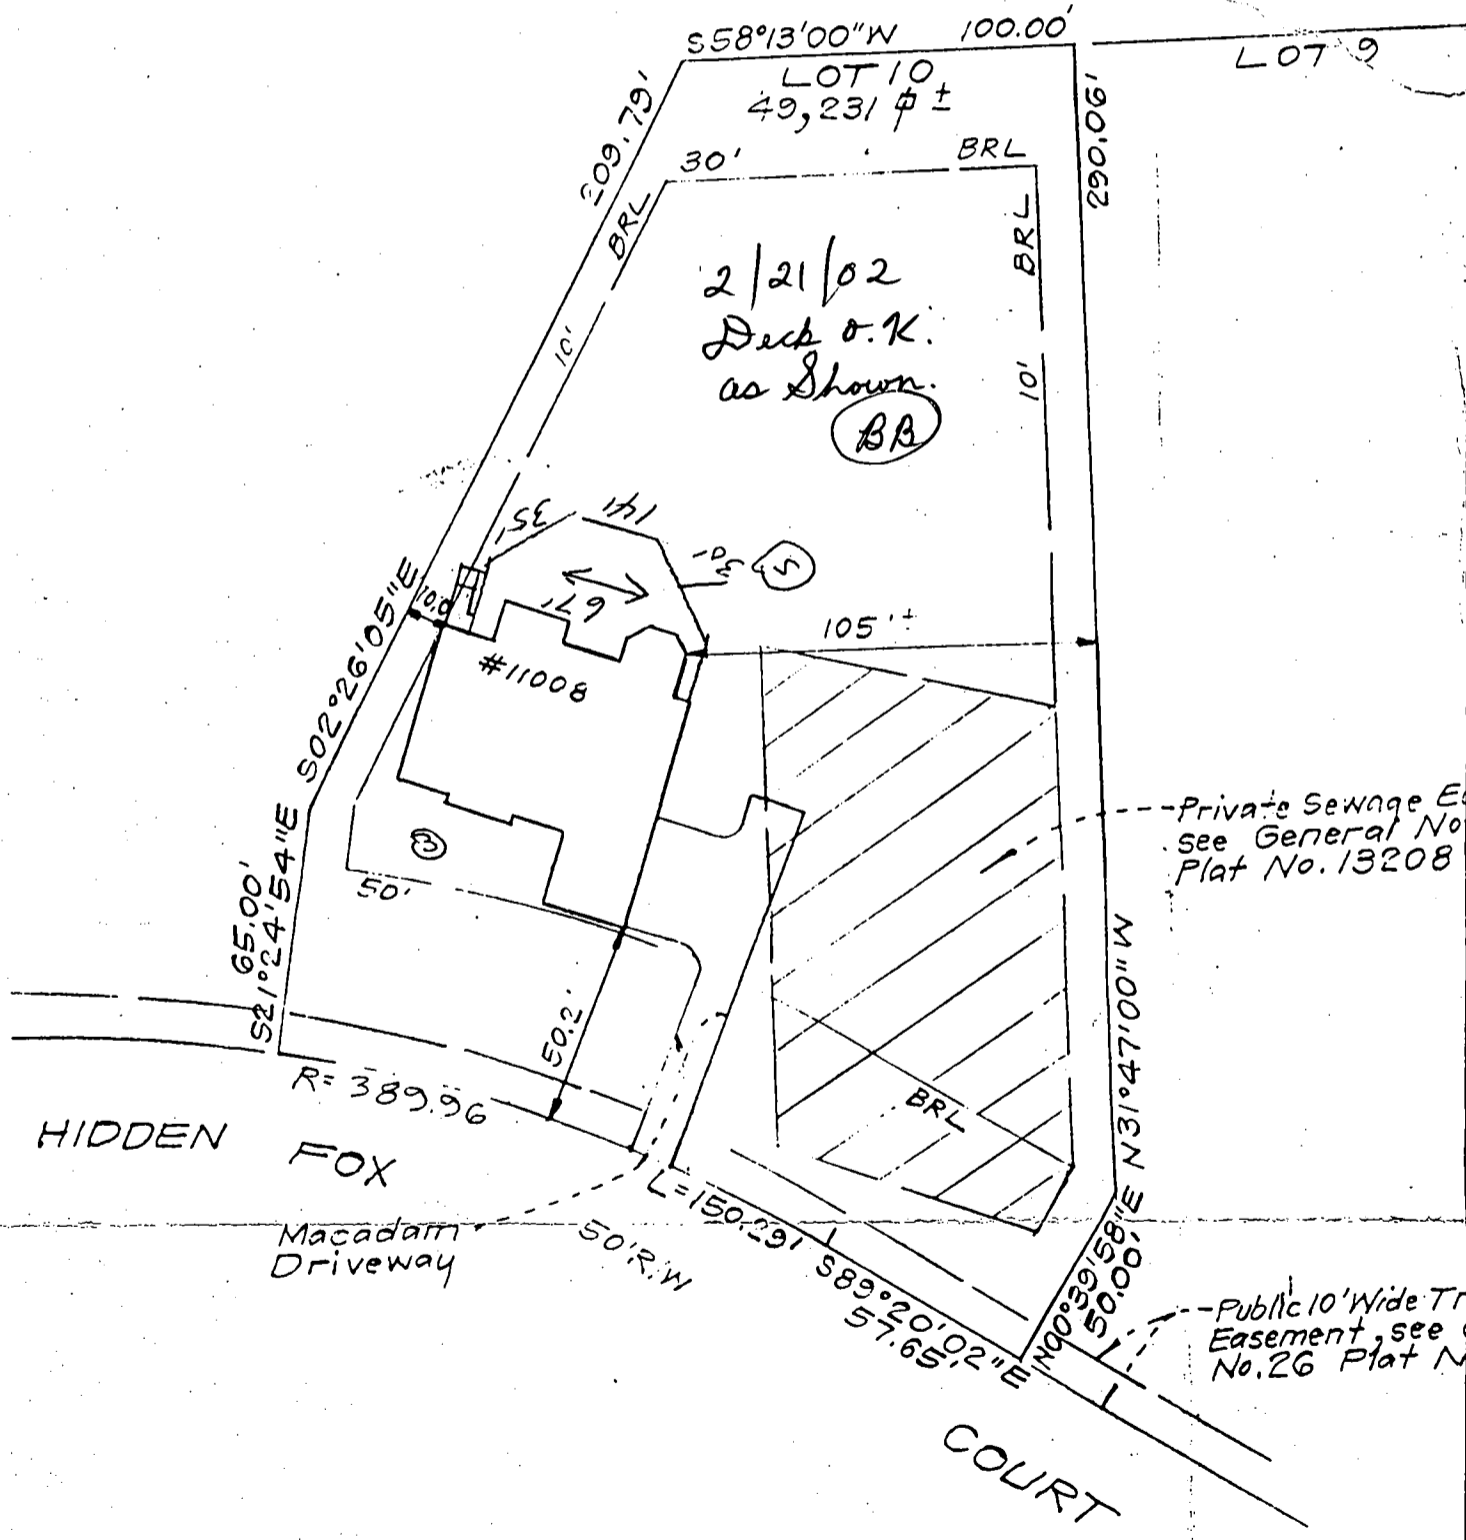 S58°13'00"W 100.00'
LOT 10
49,231 ⏀ ±
LOT 9
209.79'
290.06'
30' BRL
BRL
BRL
10'
10'
2/21/02
Deck O.K.
as Shown.
BB
35'
14'
30-
5
67'
10.0
#11008
105'±
S02°26'05"E
3
50'
65.00'
S21°24'54"E
50.2'
Private Sewage E
see General No
Plat No. 13208
N31°47'00"W
BRL
R= 389.96
HIDDEN FOX
Macadam
Driveway
L=150.29'
50'R.W
S89°20'02"E
57.65'
N00°39'58"E
50.00'
Public 10' Wide Tr
Easement, see
No. 26 Plat N
COURT